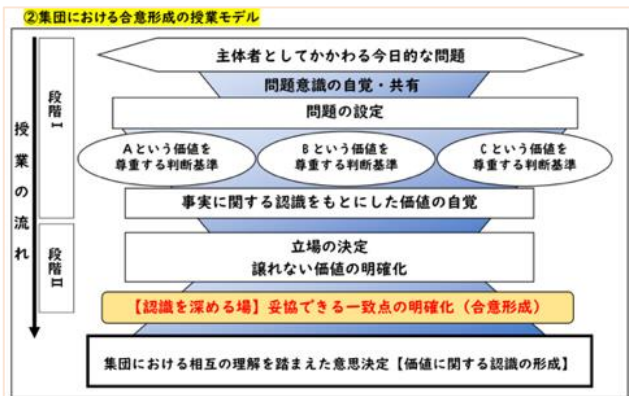 ②集団における合意形成の授業モデル
主体者としてかかわる今日的な問題
問題意識の自覚・共有
問題の設定
段階Ⅰ
授業の流れ
Aという価値を
尊重する判断基準
Bという価値を
尊重する判断基準
Cという価値を
尊重する判断基準
事実に関する認識をもとにした価値の自覚
段階Ⅱ
立場の決定
譲れない価値の明確化
【認識を深める場】妥協できる一致点の明確化（合意形成）
集団における相互の理解を踏まえた意思決定【価値に関する認識の形成】